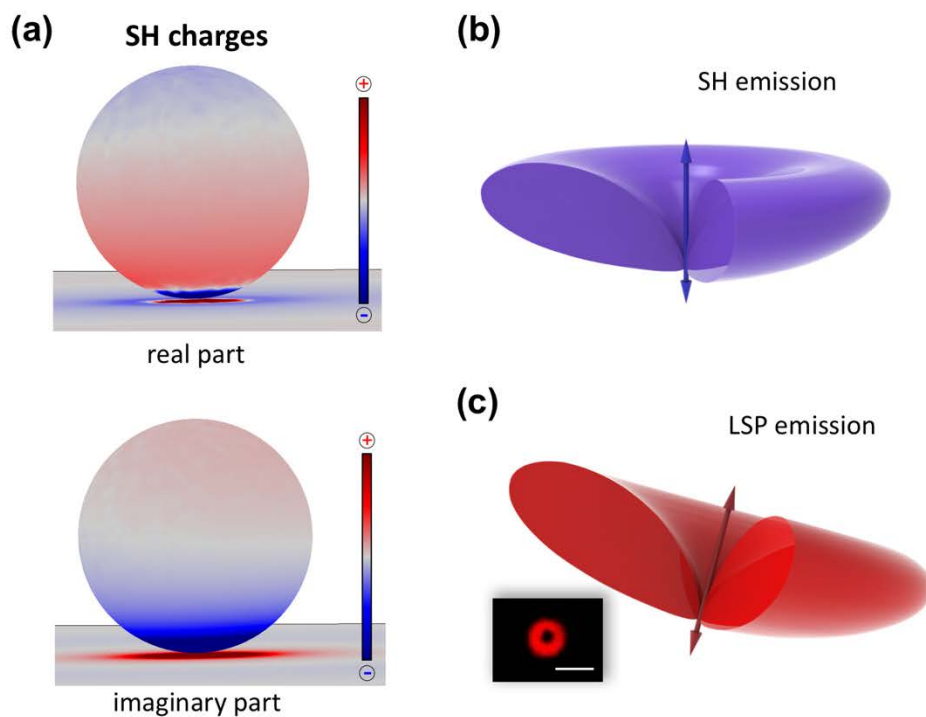 (a)
SH charges
+
-
real part
+
-
imaginary part
(b)
SH emission
(c)
LSP emission